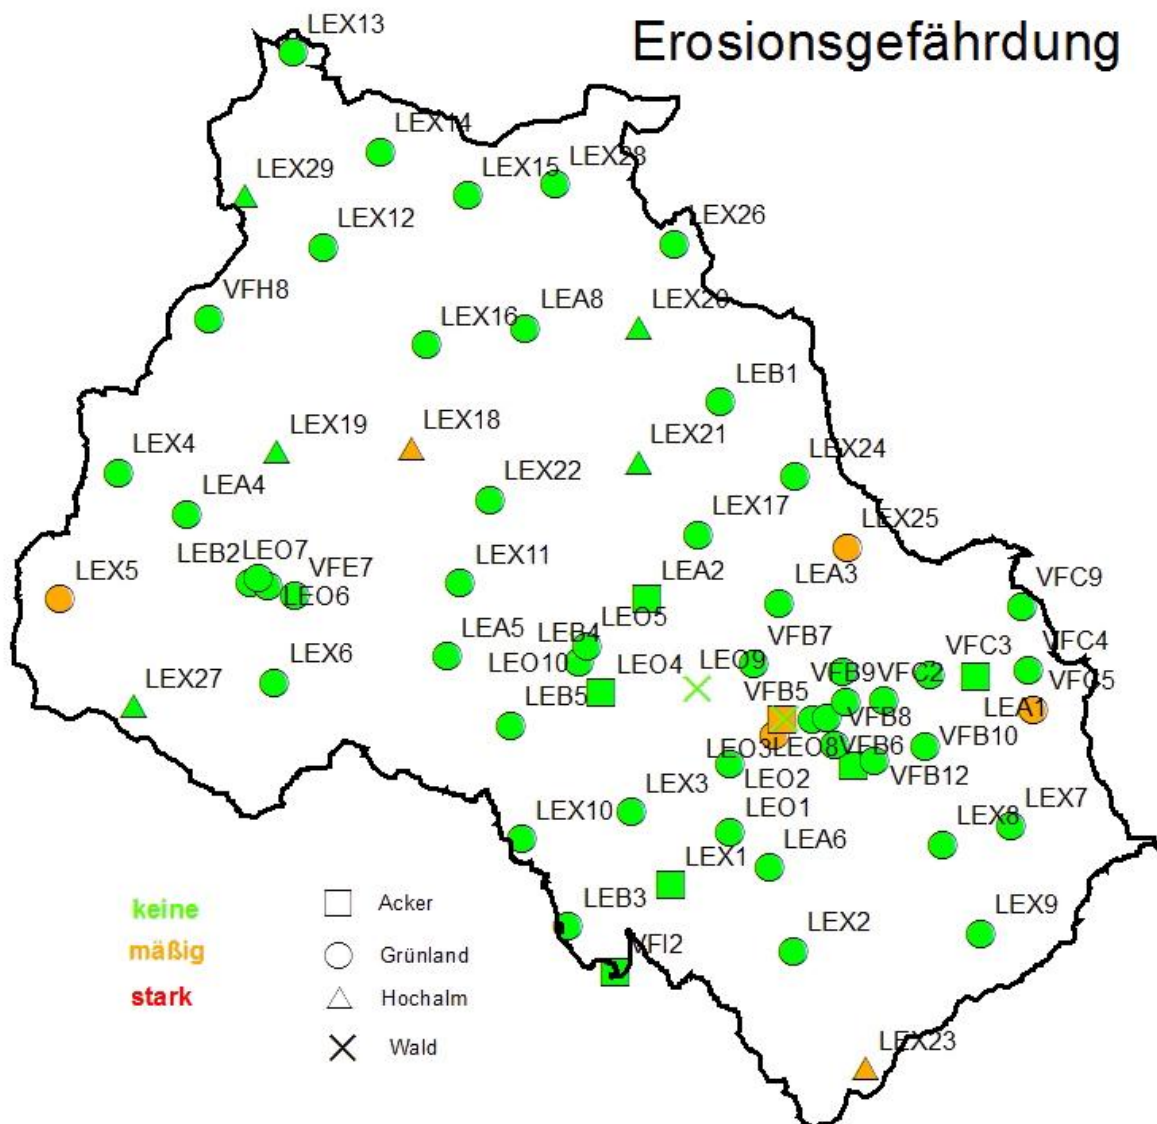 Erosionsgefährdung
LEX13
LEX14
LEX29
LEX15
LEX28
LEX12
LEX26
VFH8
LEX16
LEA8
LEX20
LEB1
LEX4
LEX19
LEX18
LEX21
LEX24
LEA4
LEX22
LEX17
LEX25
LEX5
LEB2
LEO7
VFE7
LEO6
LEX11
LEA2
LEA3
VFC9
LEA5
LEB4
LEO5
VFB7
VFC3
VFC4
LEX6
LEO10
LEO4
LEO9
VFB9
VFC2
VFC5
LEX27
LEB5
VFB5
VFB8
LEA1
LEO3
LEO8
VFB6
VFB10
LEO2
VFB12
LEX10
LEX3
LEO1
LEX8
LEX7
LEX1
LEA6
keine
Acker
LEB3
LEX2
LEX9
mäßig
Grünland
VFI2
stark
Hochalm
Wald
LEX23